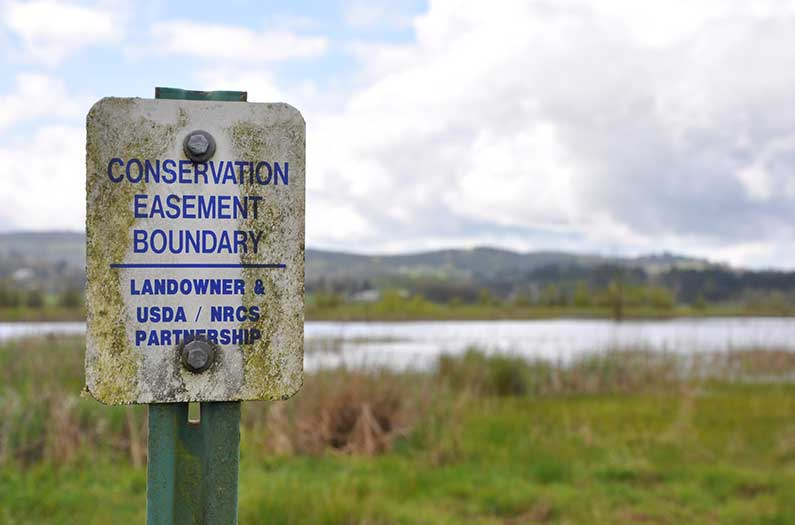 CONSERVATION
EASEMENT
BOUNDARY
LANDOWNER &
USDA / NRCS
PARTNERSHIP